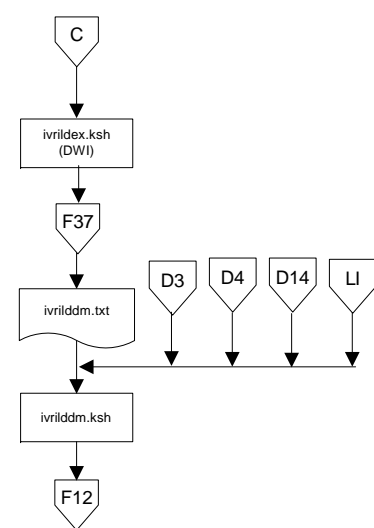 C
ivrildex.ksh
(DWI)
F37
D3 D4 D14 LI
ivrilddm.txt
ivrilddm.ksh
F12